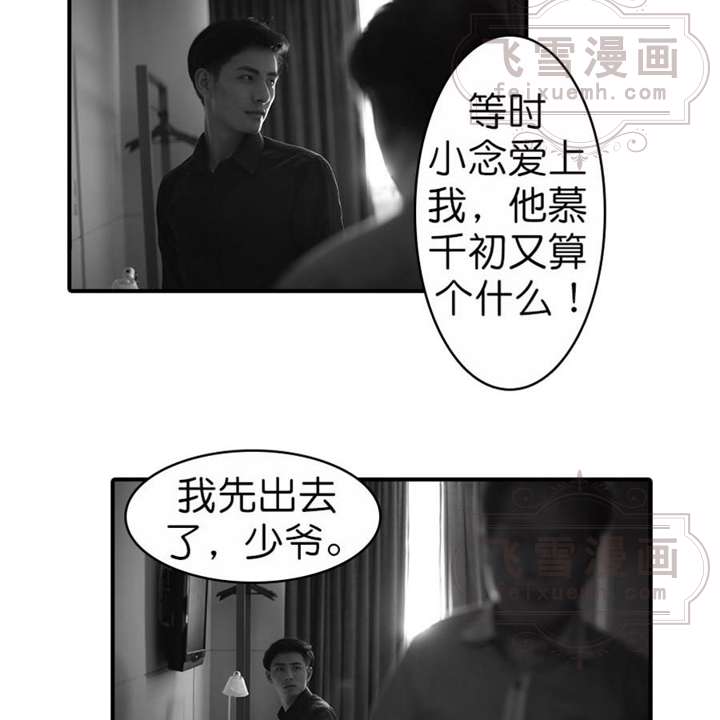 飞雪漫画
feixuemh.com
等时
小念爱上
我，他慕
千初又算
个什么！
我先出去
了，少爷。
飞雪漫画
feixuemh.com